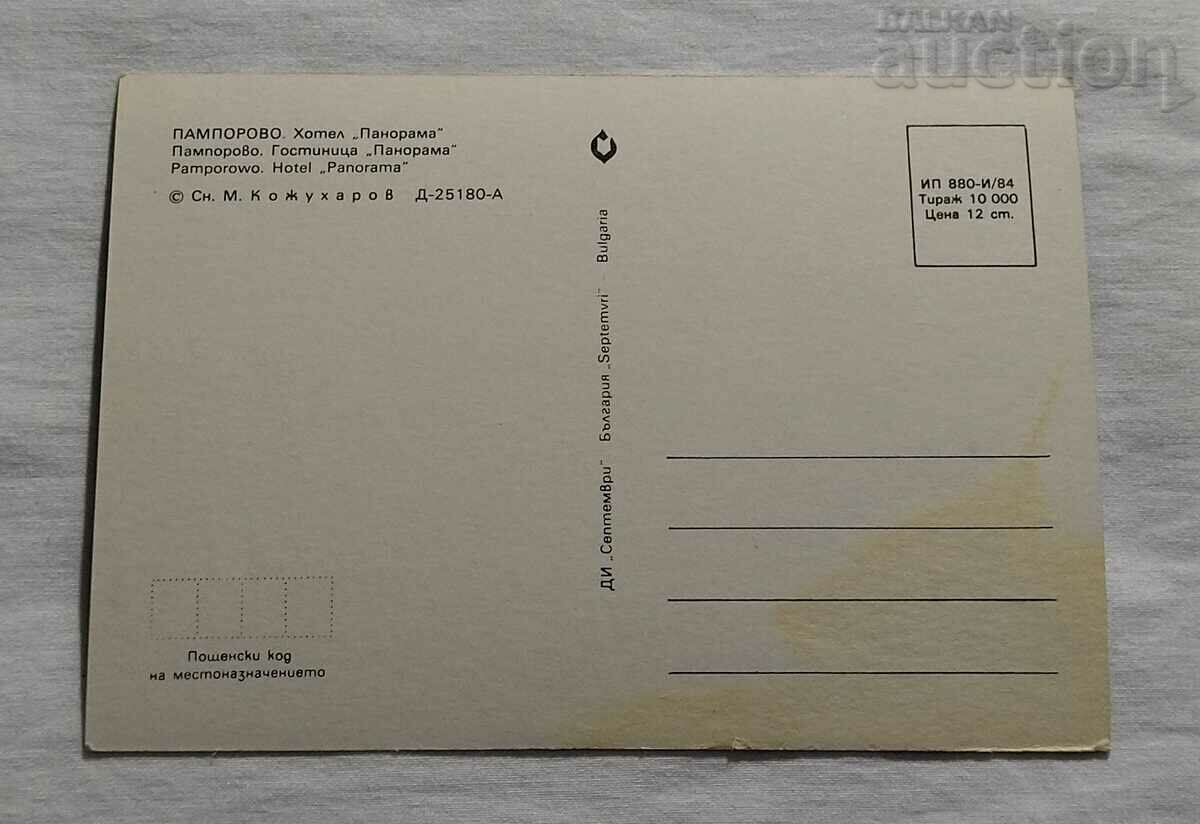 BALKAN
auction
ПАМПОРОВО. Хотел „Панорама“
Пампорово. Гостиница „Панорама“
Pamporowo. Hotel „Panorama“
© Сн. М. Кожухаров Д-25180-А
ДИ „Септември“ България „Septemvri“ - Bulgaria
ИП 880-И/84
Тираж 10 000
Цена 12 ст.
Пощенски код
на местоназначението